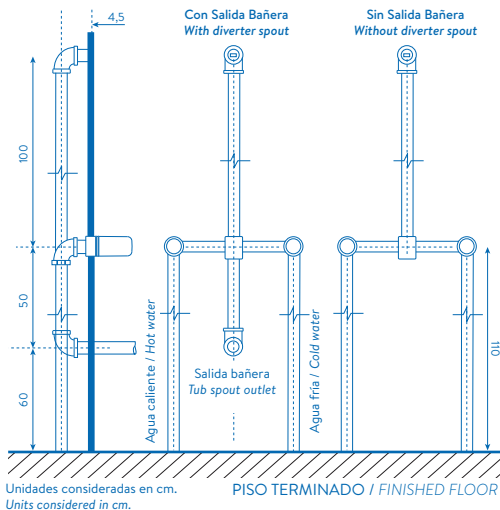 4,5
Con Salida Bañera
With diverter spout
Sin Salida Bañera
Without diverter spout
100
50
60
Agua caliente / Hot water
Salida bañera
Tub spout outlet
Agua fría / Cold water
110
Unidades consideradas en cm.
Units considered in cm.
PISO TERMINADO / FINISHED FLOOR